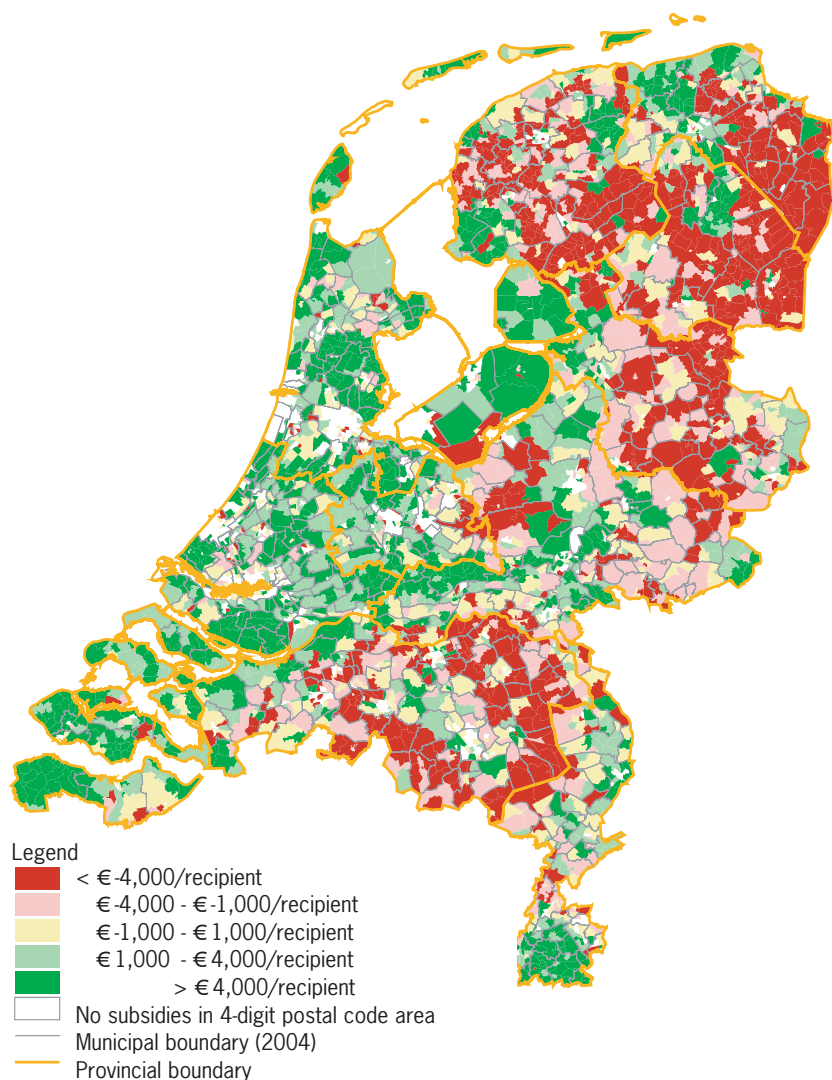 Legend
< €-4,000/recipient
€-4,000 - €-1,000/recipient
€-1,000 - €1,000/recipient
€1,000 - €4,000/recipient
> €4,000/recipient
No subsidies in 4-digit postal code area
Municipal boundary (2004)
Provincial boundary